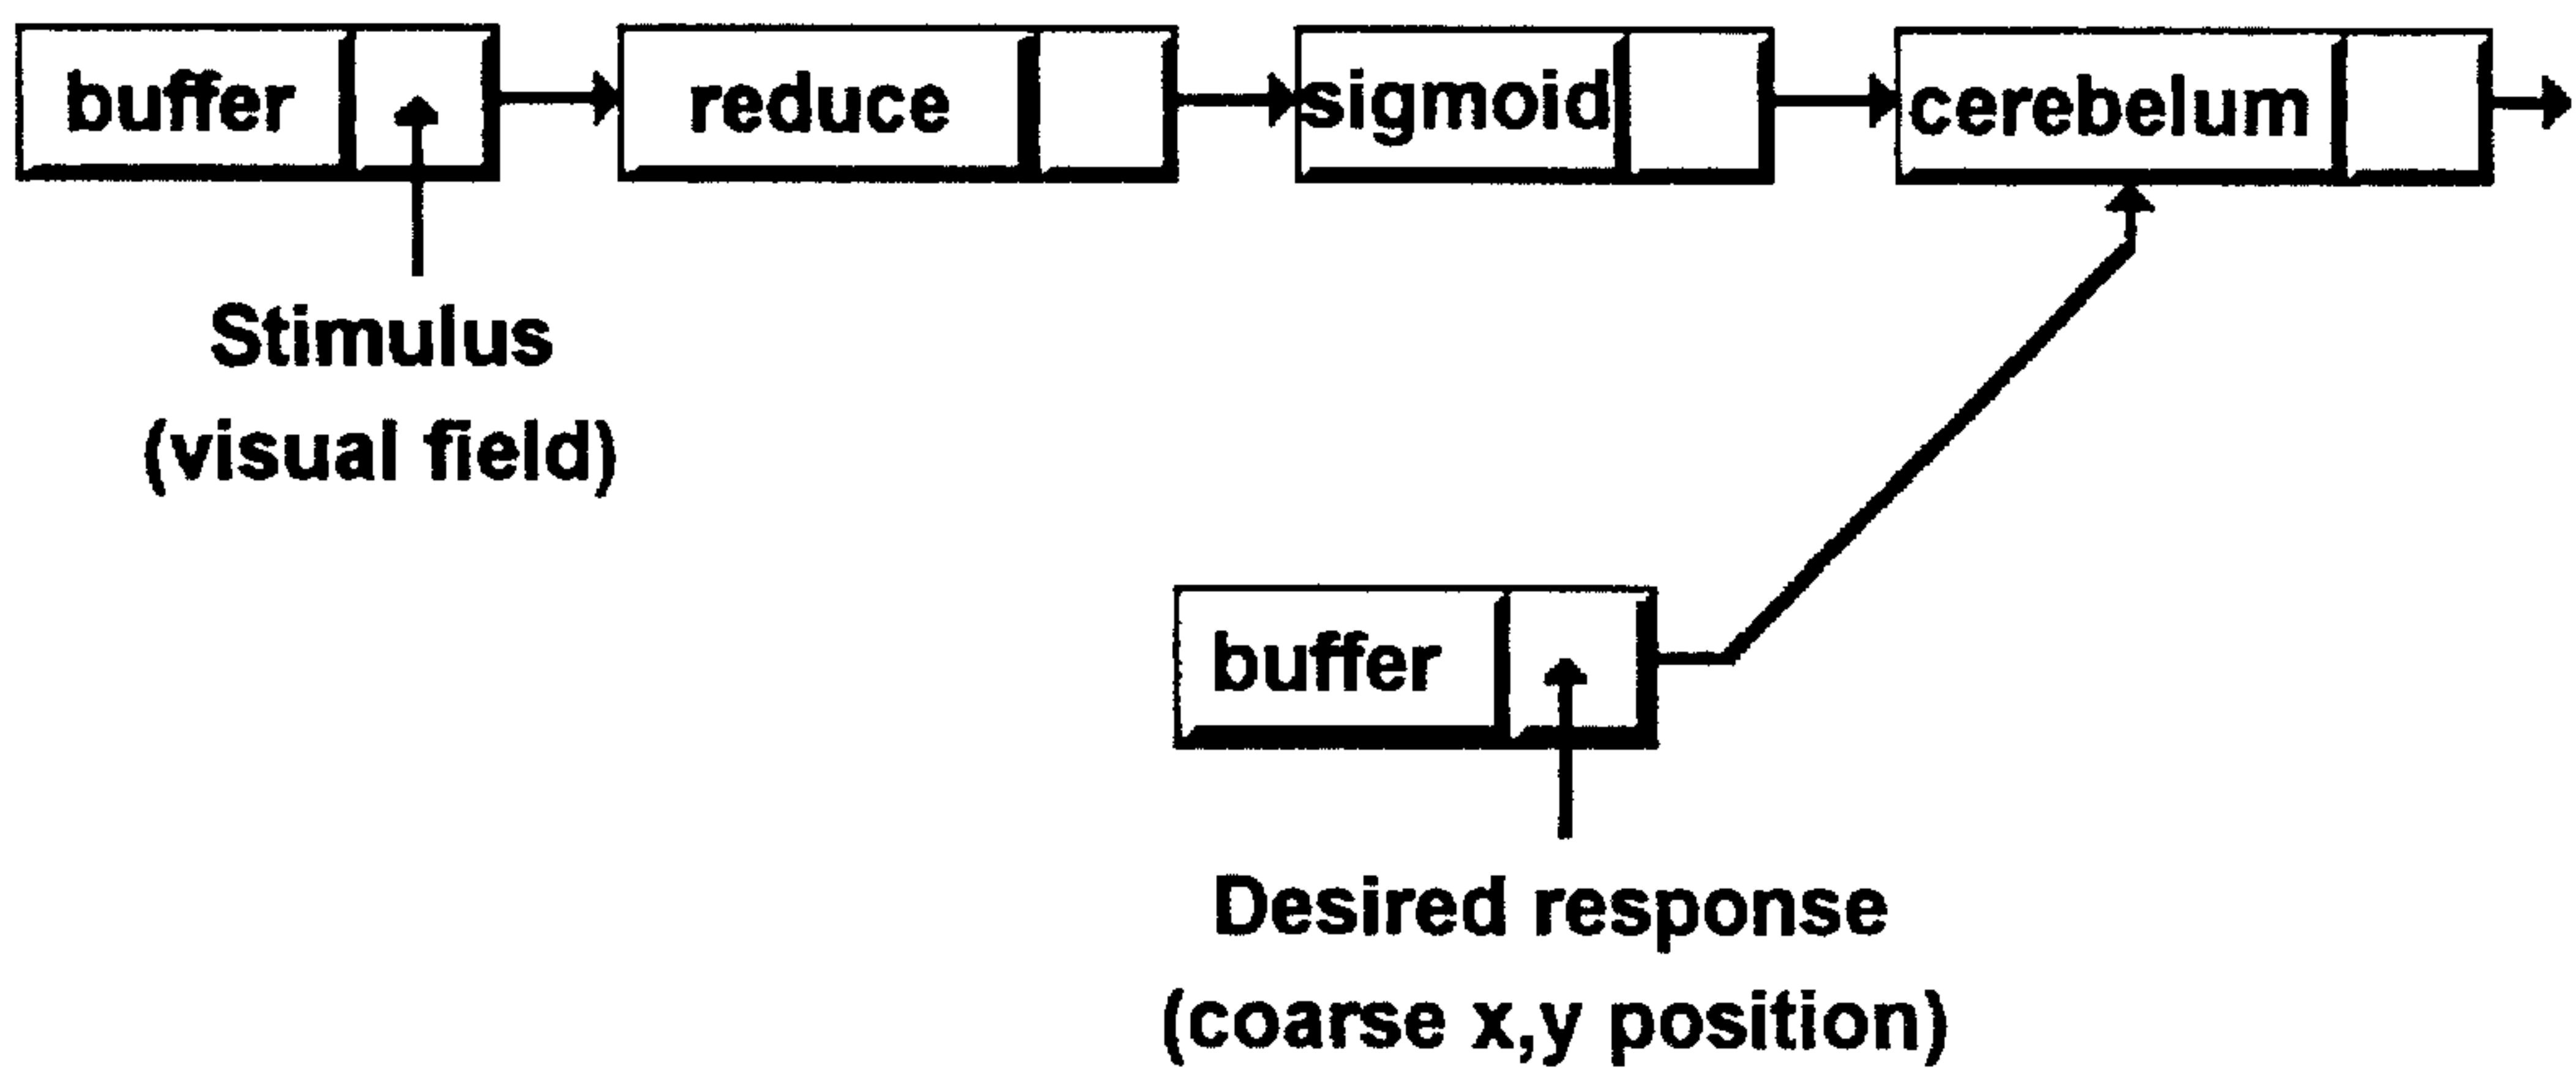 buffer
reduce
sigmoid
cerebelum
Stimulus
(visual field)
buffer
Desired response
(coarse x,y position)